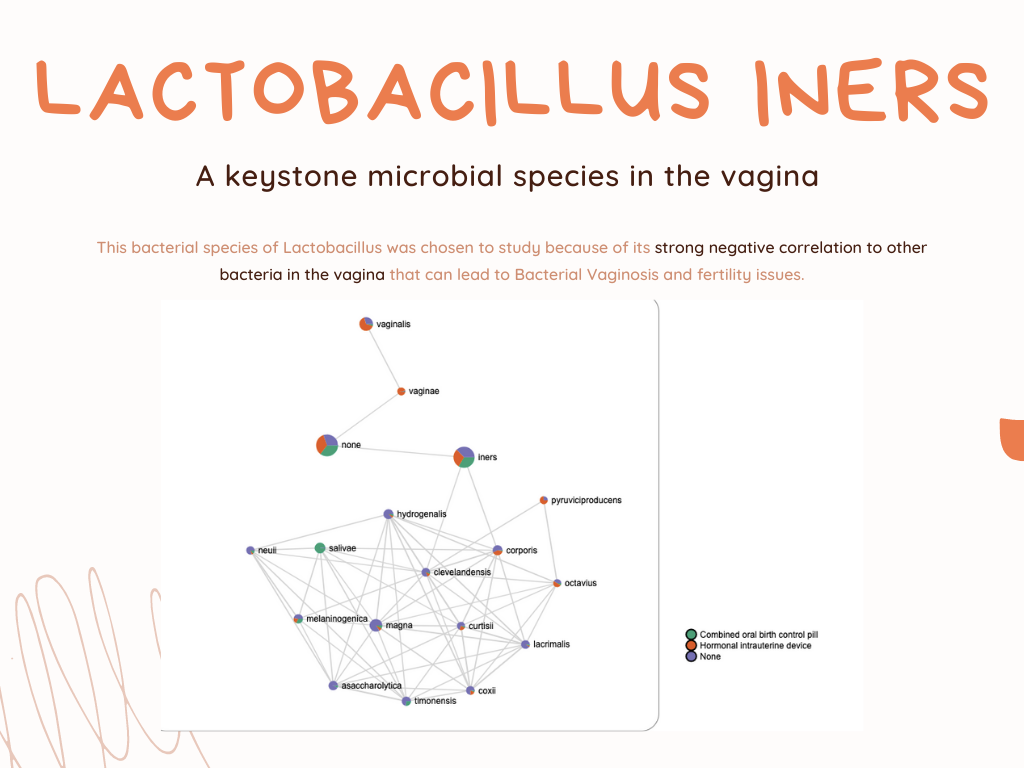 LACTOBACILLUS INERS
A keystone microbial species in the vagina
This bacterial species of Lactobacillus was chosen to study because of its strong negative correlation to other
bacteria in the vagina that can lead to Bacterial Vaginosis and fertility issues.
vaginalis
vaginae
none
iners
pyruviciproducens
hydrogenalis
neuii
salivae
corporis
clevelandensis
octavius
melaninogenica
magna
curtisii
lacrimalis
asaccharolytica
coxii
timonensis
Combined oral birth control pill
Hormonal intrauterine device
None